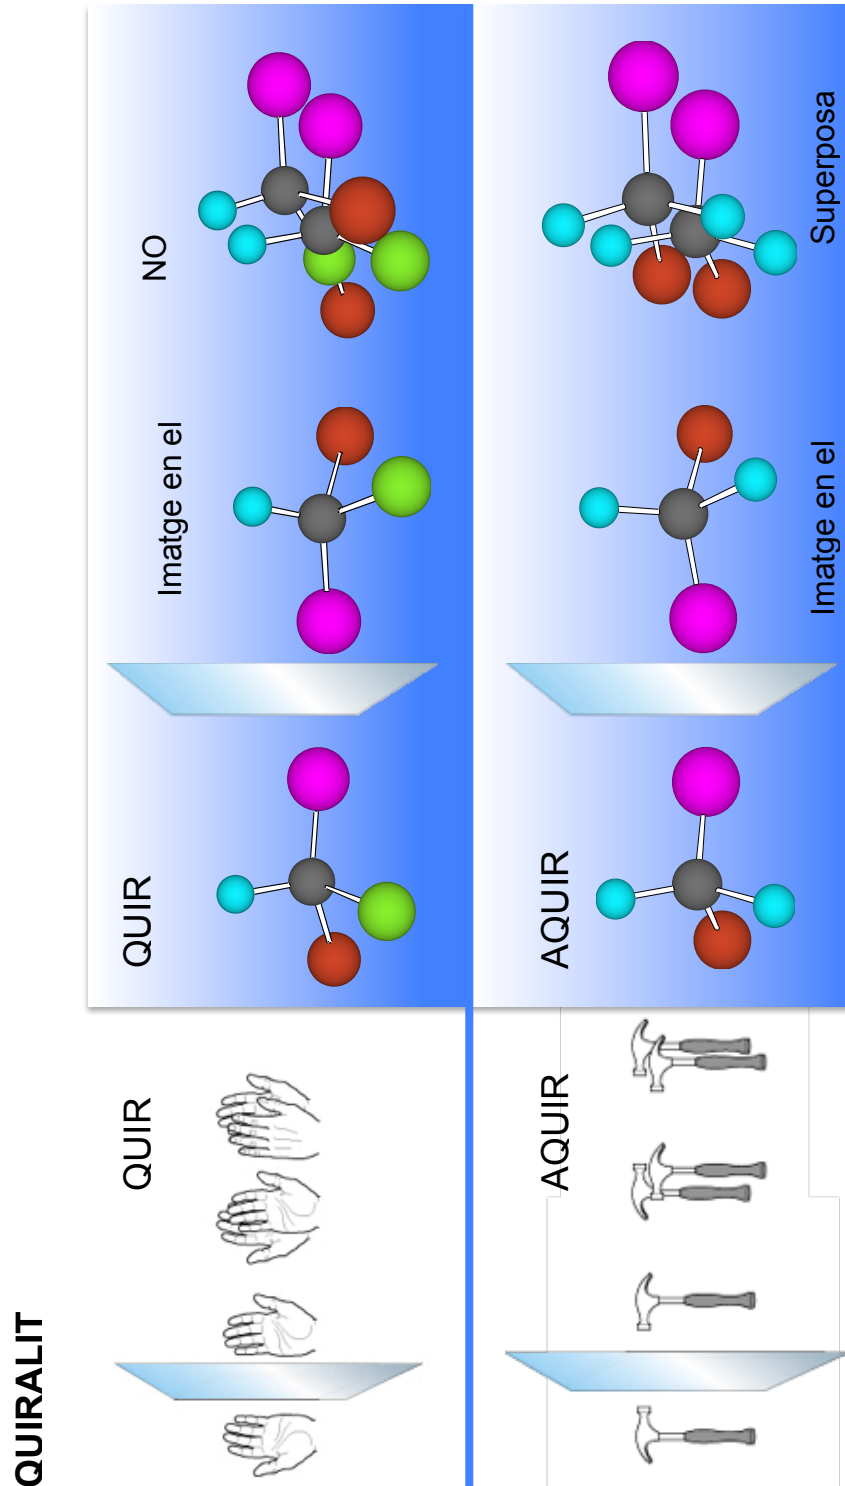 QUIRALIT
QUIR
QUIR
Imatge en el
NO
AQUIR
AQUIR
Imatge en el
Superposa